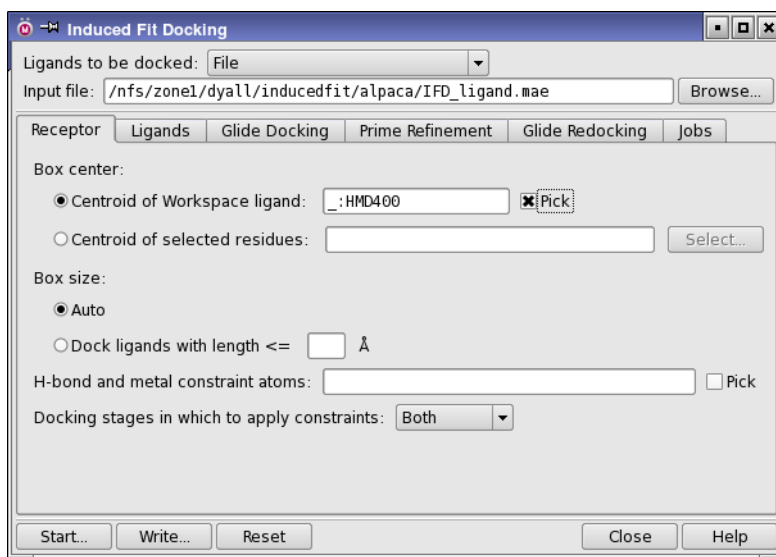 Induced Fit Docking
Ligands to be docked: File
Input file: /nfs/zone1/dyall/inducedfit/alpaca/IFD_ligand.mae Browse...
Receptor Ligands Glide Docking Prime Refinement Glide Redocking Jobs
Box center:
Centroid of Workspace ligand: _:HMD400 Pick
Centroid of selected residues: Select...
Box size:
Auto
Dock ligands with length <= Å
H-bond and metal constraint atoms: Pick
Docking stages in which to apply constraints: Both
Start... Write... Reset Close Help